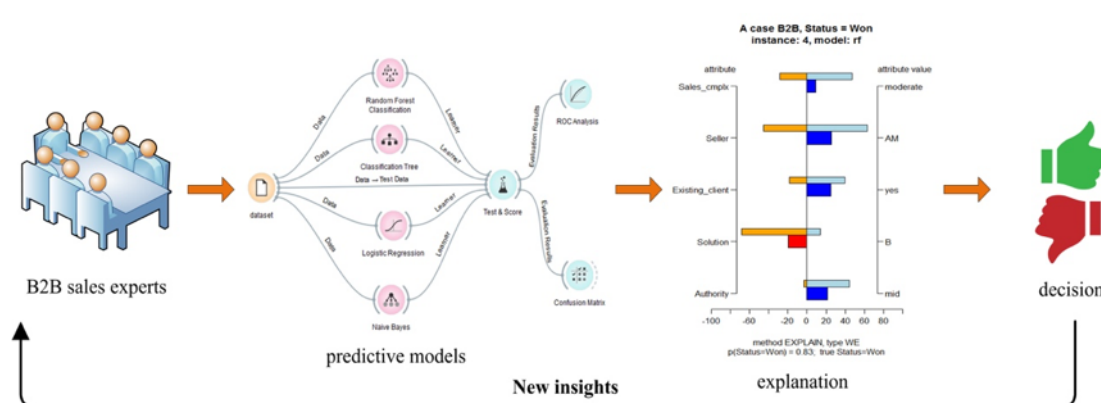 A case B2B, Status = Won
instance: 4, model: rf
attribute
attribute value
Sales_cmplx
moderate
Seller
AM
Existing_client
yes
Solution
B
Authority
mid
-100
-60
-20
0
20
40
60
80
method EXPLAIN, type WE
p(Status=Won) = 0.83; true Status=Won
Data
Learner
Random Forest
Classification
Data
Learner
Classification Tree
Data → Test Data
dataset
Test & Score
Data
Learner
Logistic Regression
Data
Learner
Naive Bayes
Evaluation Results
ROC Analysis
Evaluation Results
Confusion Matrix
B2B sales experts
predictive models
explanation
decision
New insights